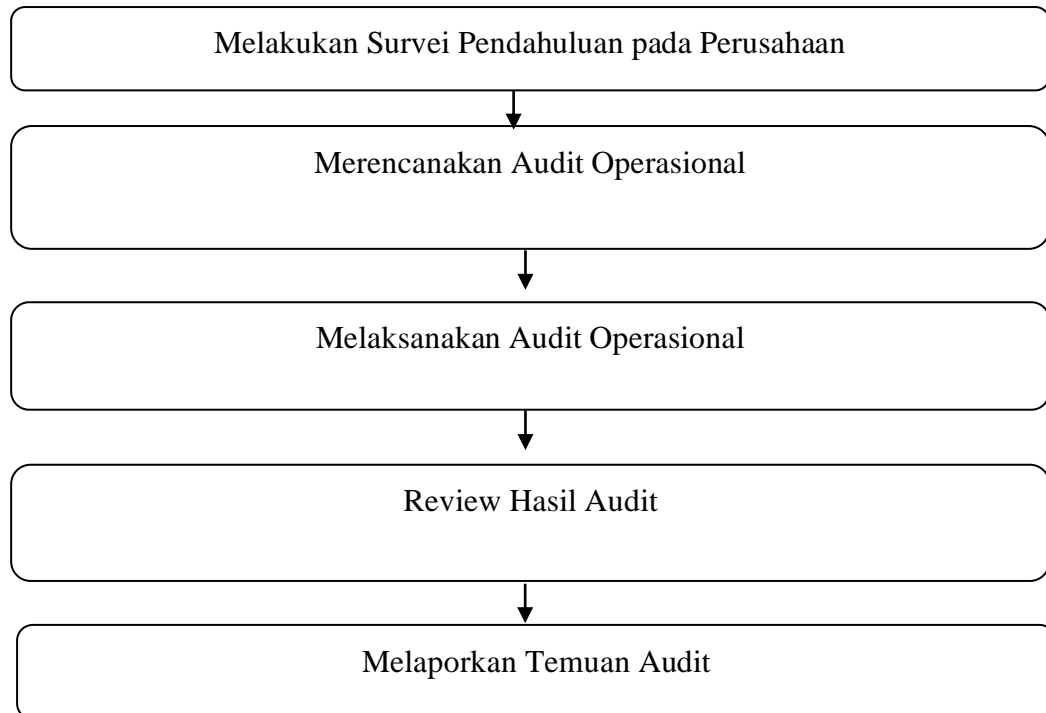 Melakukan Survei Pendahuluan pada Perusahaan
Merencanakan Audit Operasional
Melaksanakan Audit Operasional
Review Hasil Audit
Melaporkan Temuan Audit